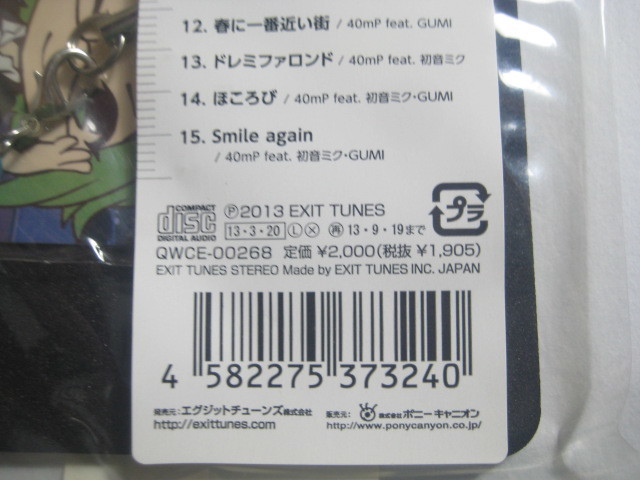 12. 春に一番近い街 / 40mP feat. GUMI
13. ドレミファロンド / 40mP feat. 初音ミク
14. ほころび / 40mP feat. 初音ミク・GUMI
15. Smile again
/ 40mP feat. 初音ミク・GUMI
COMPACT disc DIGITAL AUDIO
Ⓟ2013 EXIT TUNES
13・3・20 Ⓛ Ⓧ 再 13・9・19まで
プラ
QWCE-00268 定価 ¥2,000(税抜 ¥1,905)
EXIT TUNES STEREO Made by EXIT TUNES INC. JAPAN
4 582275 373240
発売元: エグジットチューンズ株式会社
http://exittunes.com
販売元: 株式会社 ポニーキャニオン
http://www.ponycanyon.co.jp/